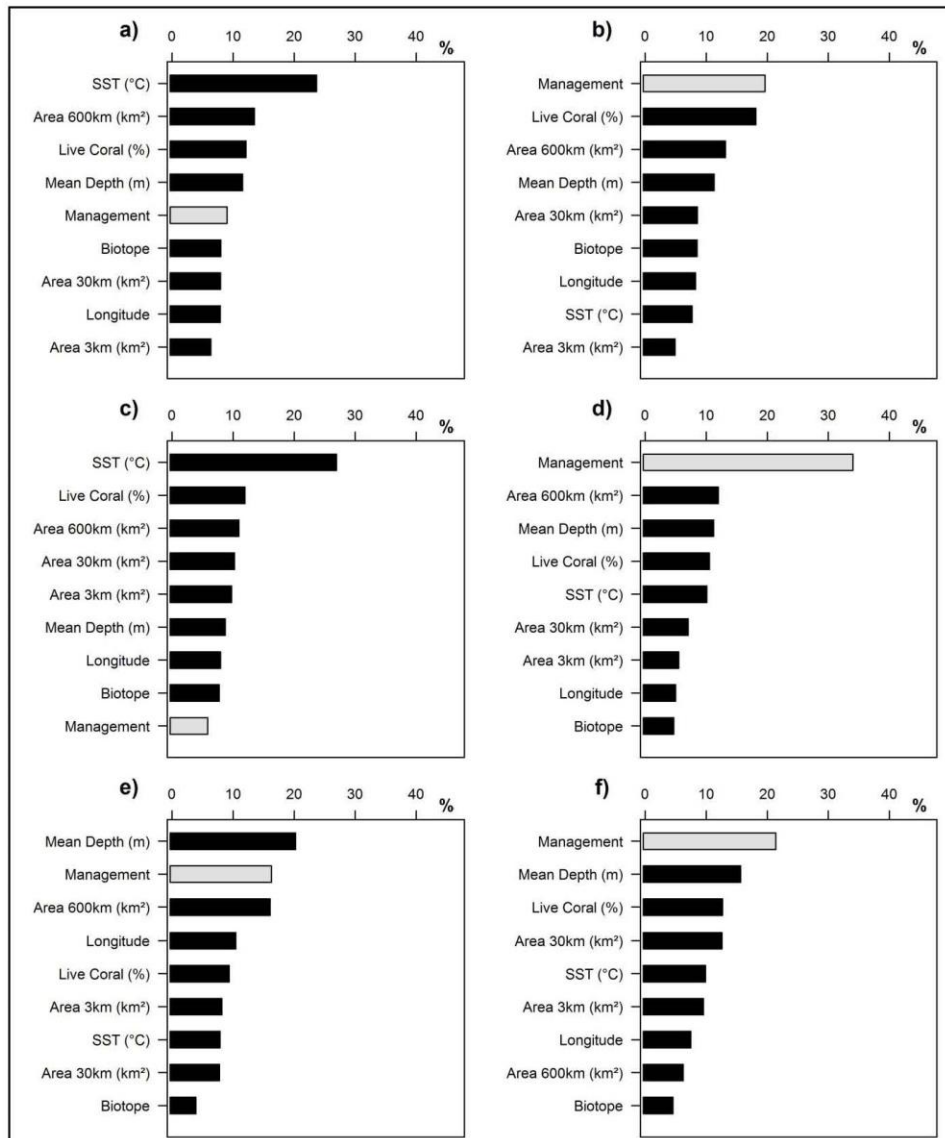 a)
0 10 20 30 40
%
SST (°C)
Area 600km (km²)
Live Coral (%)
Mean Depth (m)
Management
Biotope
Area 30km (km²)
Longitude
Area 3km (km²)
b)
0 10 20 30 40
%
Management
Live Coral (%)
Area 600km (km²)
Mean Depth (m)
Area 30km (km²)
Biotope
Longitude
SST (°C)
Area 3km (km²)
c)
0 10 20 30 40
%
SST (°C)
Live Coral (%)
Area 600km (km²)
Area 30km (km²)
Area 3km (km²)
Mean Depth (m)
Longitude
Biotope
Management
d)
0 10 20 30 40
%
Management
Area 600km (km²)
Mean Depth (m)
Live Coral (%)
SST (°C)
Area 30km (km²)
Area 3km (km²)
Longitude
Biotope
e)
0 10 20 30 40
%
Mean Depth (m)
Management
Area 600km (km²)
Longitude
Live Coral (%)
Area 3km (km²)
SST (°C)
Area 30km (km²)
Biotope
f)
0 10 20 30 40
%
Management
Mean Depth (m)
Live Coral (%)
Area 30km (km²)
SST (°C)
Area 3km (km²)
Longitude
Area 600km (km²)
Biotope